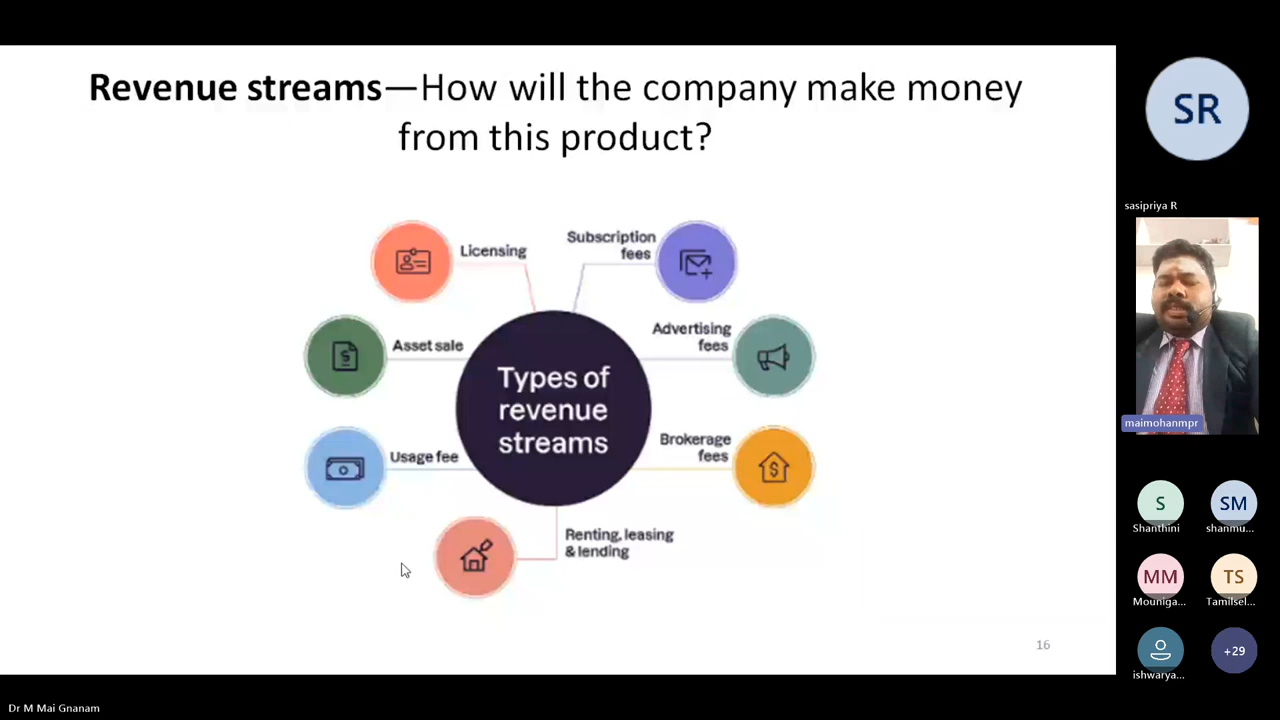 Revenue streams—How will the company make money
from this product?
Licensing
Subscription
fees
Asset sale
Advertising
fees
Types of
revenue
streams
Usage fee
Brokerage
fees
Renting, leasing
& lending
16
SR
sasipriya R
maimohanmpr
S
Shanthini
SM
shanmu...
MM
Mouniga...
TS
Tamilsel...
ishwarya...
+29
Dr M Mai Gnanam